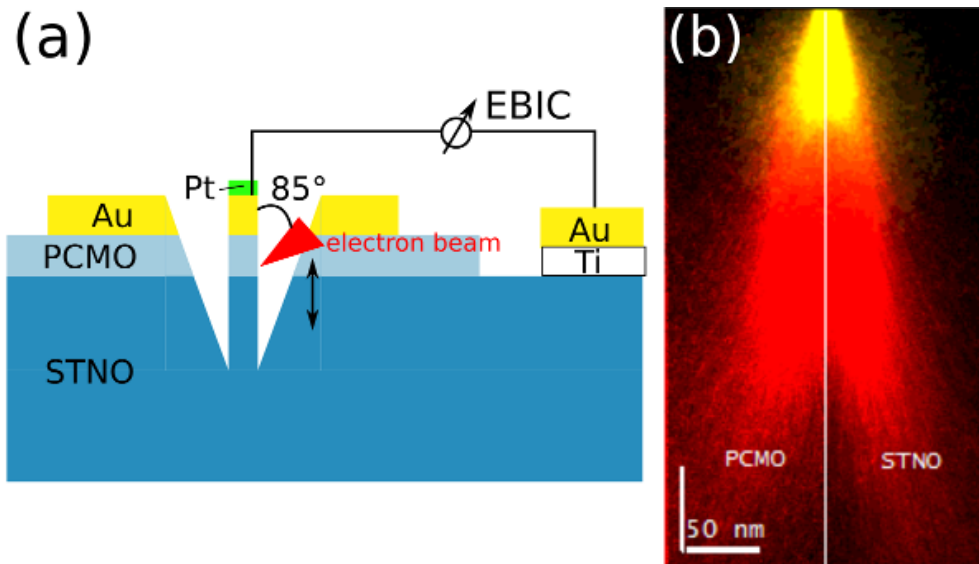 (a)
EBIC
Pt
85°
Au
electron beam
PCMO
Au
Ti
STNO
(b)
PCMO
STNO
50 nm